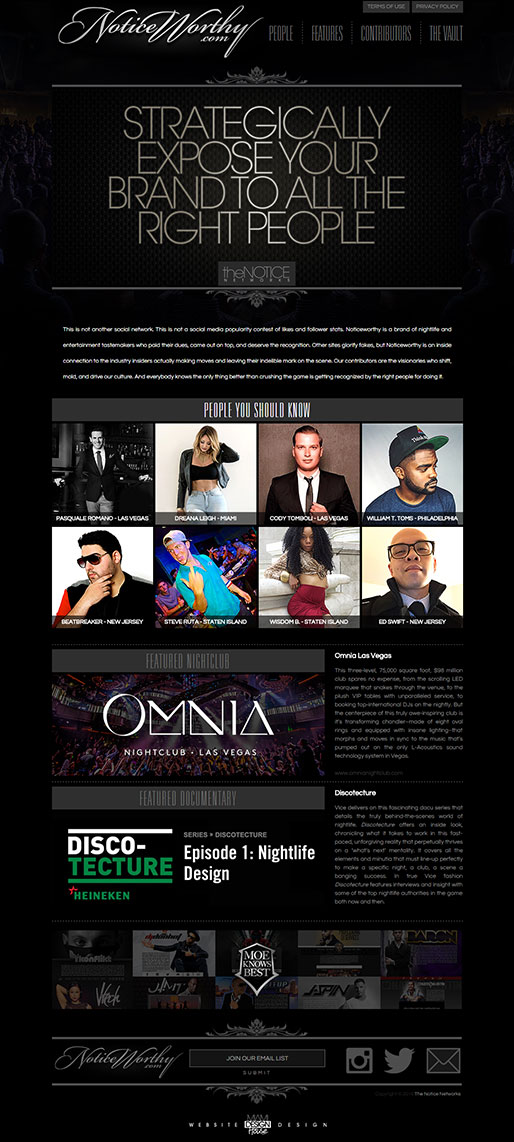 TERMS OF USE
PRIVACY POLICY
NoticeWorthy
.com
PEOPLE
FEATURES
CONTRIBUTORS
THE VAULT
STRATEGICALLY
EXPOSE YOUR
BRAND TO ALL THE
RIGHT PEOPLE
theNOTICE
NETWORKS
This is not another social network. This is not a social media popularity contest of likes and follower stats. Noticeworthy is a brand of nightlife and
entertainment tastemakers who paid their dues, came out on top, and deserve the recognition. Other sites glorify fakes, but Noticeworthy is an inside
connection to the industry insiders actually making moves and leaving their indelible mark on the scene. Our contributors are the visionaries who shift,
mold, and drive our culture. And everybody knows the only thing better than crushing the game is getting recognized by the right people for doing it.
PEOPLE YOU SHOULD KNOW
PASQUALE ROMANO - LAS VEGAS
DREANA LEIGH - MIAMI
CODY TOMBOLI - LAS VEGAS
WILLIAM T. TOMS - PHILADELPHIA
BEATBREAKER - NEW JERSEY
STEVE RUTA - STATEN ISLAND
WISDOM B. - STATEN ISLAND
ED SWIFT - NEW JERSEY
FEATURED NIGHTCLUB
OMNIA
NIGHTCLUB · LAS VEGAS
Omnia Las Vegas
This three-level, 75,000 square foot, $98 million
club spares no expense, from the scrolling LED
marquee that snakes through the venue, to the
plush VIP tables with unparalleled service, to
booking top-international DJs on the nightly. But
the centerpiece of this truly awe-inspiring club is
it's transforming chandlier-made of eight oval
rings and equipped with insane lighting-that
morphs and moves in sync to the music that's
pumped out on the only L-Acoustics sound
technology system in Vegas.
www.omnianightclub.com
FEATURED DOCUMENTARY
DISCO-
TECTURE
HEINEKEN
SERIES » DISCOTECTURE
Episode 1: Nightlife
Design
Discotecture
Vice delivers on this fascinating docu series that
details the truly behind-the-scenes world of
nightlife. Discotecture offers an inside look,
chronicling what it takes to work in this fast-
paced, unforgiving reality that perpetually thrives
on a "what's next" mentality. It covers all the
elements and minutia that must line-up perfectly
to make a specific night, a club, a scene a
banging success. In true Vice fashion
Discotecture features interviews and insight with
some of the top nightlife authorities in the game
both now and then.
MOE
KNOWS
BEST
NoticeWorthy
.com
JOIN OUR EMAIL LIST
SUBMIT
The Notice Networks
WEBSITE
MIAMI
DESIGN
House
DESIGN